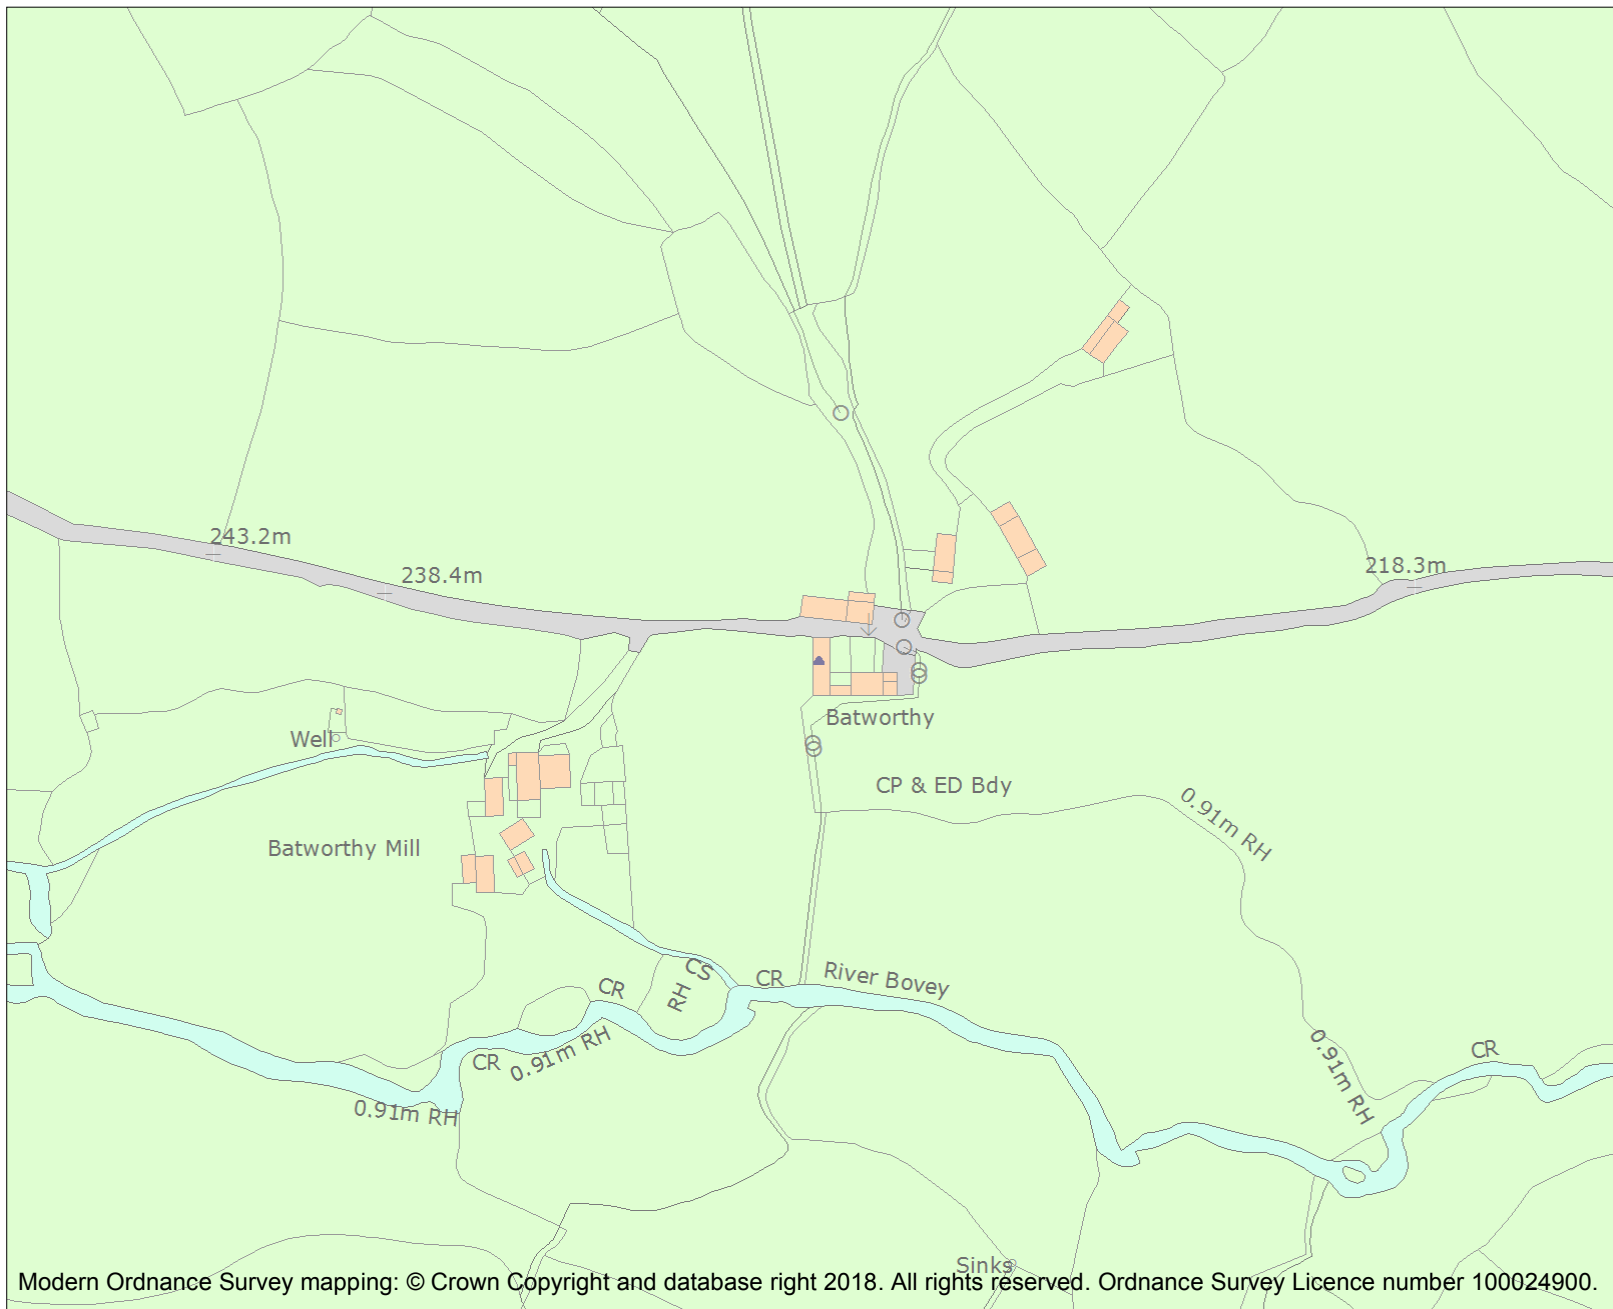 243.2m
238.4m
218.3m
Batworthy
Well
CP & ED Bdy
0.91m RH
Batworthy Mill
CS
RH
CR
River Bovey
CR
0.91m RH
CR
0.91m RH
CR
0.91m RH
Sinks
Modern Ordnance Survey mapping: © Crown Copyright and database right 2018. All rights reserved. Ordnance Survey Licence number 100024900.